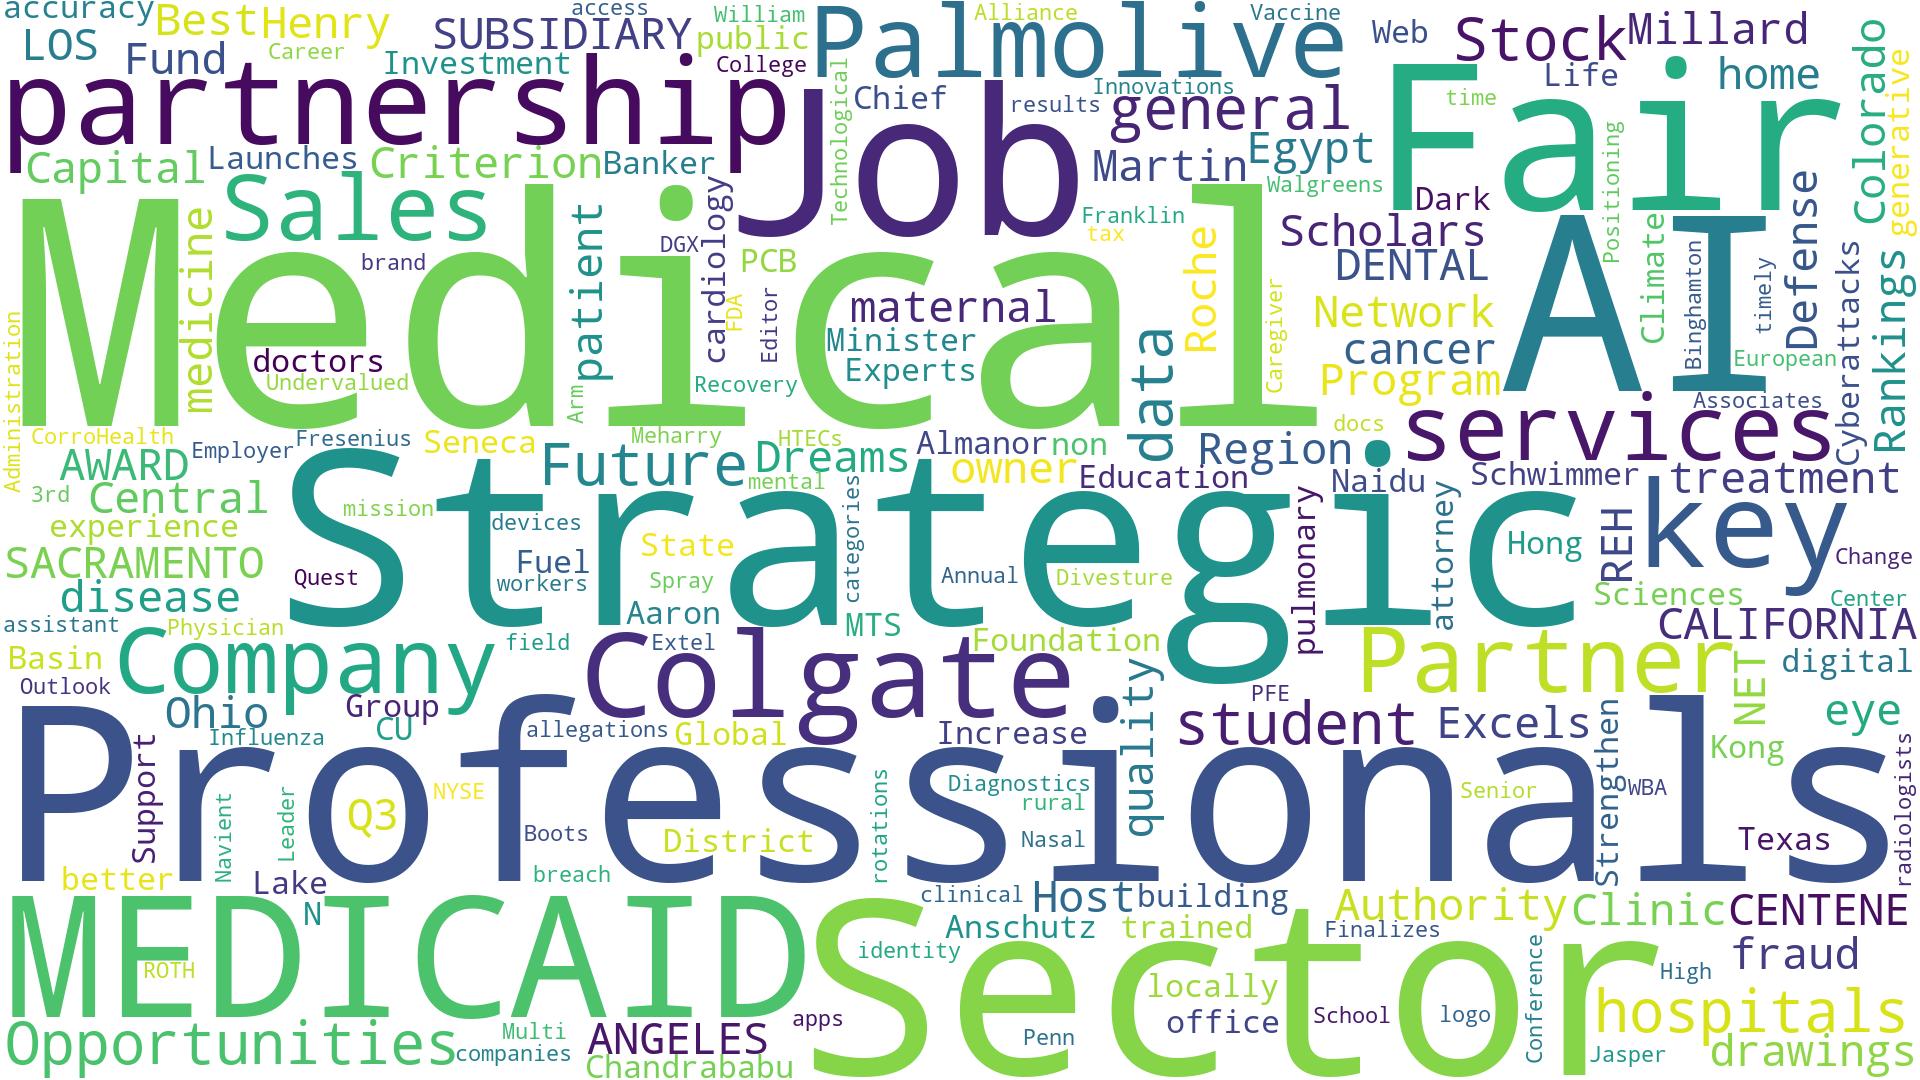 accuracy
Best
Henry
access
SUBSIDIARY
William
public
Palmolive
Alliance
Vaccine
Web
Stock
Millard
Colorado
LOS
Fund
Career
Investment
College
Technological
Innovations
Life
home
generative
partnership
Job
Chief
results
general
Fair
time
Positioning
Capital
Launches
Criterion
Banker
Martin
Egypt
Walgreens
Dark
Sales
cardiology
Franklin
tax
Scholars
Defense
Medical
medicine
brand
patient
DGX
PCB
FDA
Editor
maternal
Roche
Caregiver
DENTAL
AI
Climate
Binghamton
timely
Cyberattacks
Rankings
Administration
doctors
Undervalued
Arm
Recovery
Minister
Experts
data
Network
cancer
Program
European
Associates
docs
services
CorroHealth
Employer
Fresenius
Seneca
Meharry
HTECs
Almanor
non
Region
AWARD
Future
Dreams
owner
Education
Naidu
Schwimmer
treatment
3rd
Central
mission
mental
categories
pulmonary
attorney
experience
Strategic
devices
State
Hong
REH
key
Change
SACRAMENTO
Quest
Fuel
workers
Spray
Annual
Divesture
Sciences
Center
disease
Aaron
MTS
assistant
Physician
field
Extel
Foundation
CALIFORNIA
Basin
Company
Colgate
Partner
NET
digital
Outlook
Group
PFE
Ohio
CU
allegations
Global
Increase
quality
student
Excels
Strengthen
eye
Influenza
Kong
Support
Professionals
radiologists
Navient
Leader
Q3
NYSE
Boots
District
rotations
Diagnostics
rural
Nasal
Senior
WBA
Texas
better
Lake
breach
clinical
Host
building
N
MEDICAID
Sector
Anschutz
trained
Authority
Clinic
CENTENE
ROTH
identity
Finalizes
Conference
fraud
High
locally
office
School
logo
hospitals
Opportunities
Multi
companies
ANGELES
apps
Penn
Chandrababu
Jasper
drawings